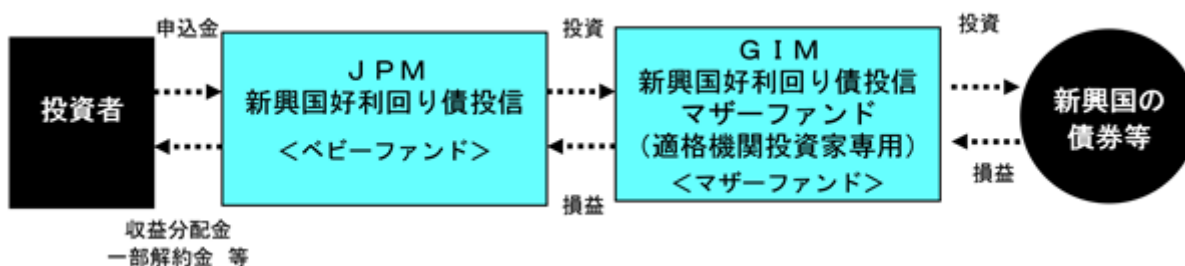 申込金
投資者
収益分配金
一部解約金 等
JPM
新興国好利回り債投信
<ベビーファンド>
投資
損益
GIM
新興国好利回り債投信
マザーファンド
(適格機関投資家専用)
<マザーファンド>
投資
損益
新興国の
債券等